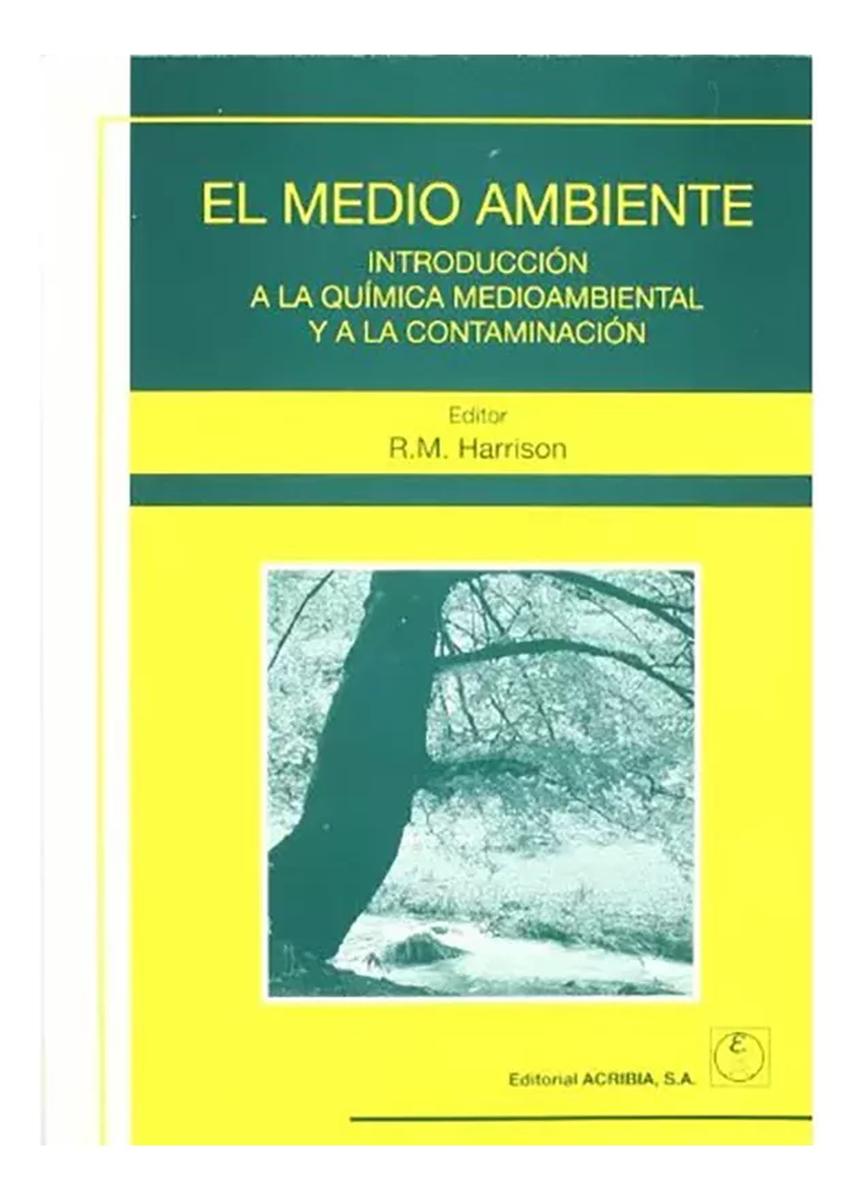 EL MEDIO AMBIENTE
INTRODUCCIÓN
A LA QUÍMICA MEDIOAMBIENTAL
Y A LA CONTAMINACIÓN
Editor
R.M. Harrison
Editorial ACRIBIA, S.A.
ε